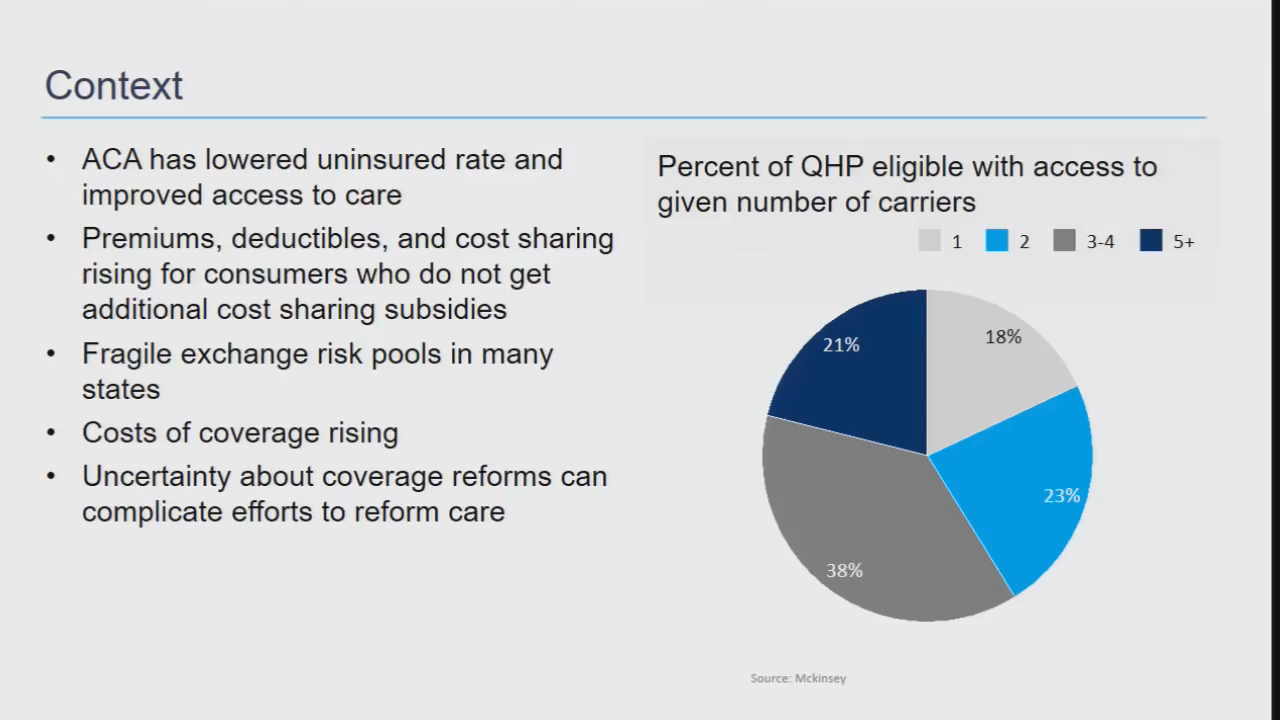 Context
• ACA has lowered uninsured rate and
improved access to care
• Premiums, deductibles, and cost sharing
rising for consumers who do not get
additional cost sharing subsidies
• Fragile exchange risk pools in many
states
• Costs of coverage rising
• Uncertainty about coverage reforms can
complicate efforts to reform care
Percent of QHP eligible with access to
given number of carriers
1 2 3-4 5+
21%
18%
23%
38%
Source: Mckinsey